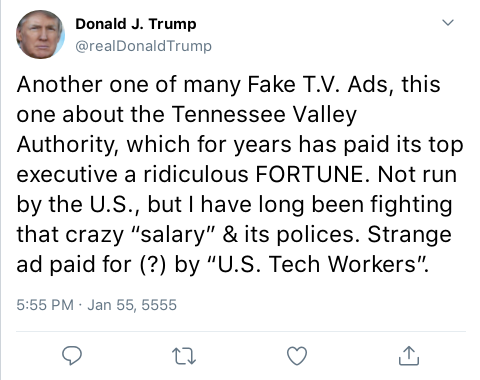 Donald J. Trump
@realDonaldTrump
Another one of many Fake T.V. Ads, this
one about the Tennessee Valley
Authority, which for years has paid its top
executive a ridiculous FORTUNE. Not run
by the U.S., but I have long been fighting
that crazy “salary” & its polices. Strange
ad paid for (?) by “U.S. Tech Workers”.
5:55 PM · Jan 55, 5555